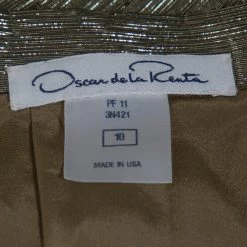 Oscar de la Renta
PF 11
3N421
10
MADE IN USA